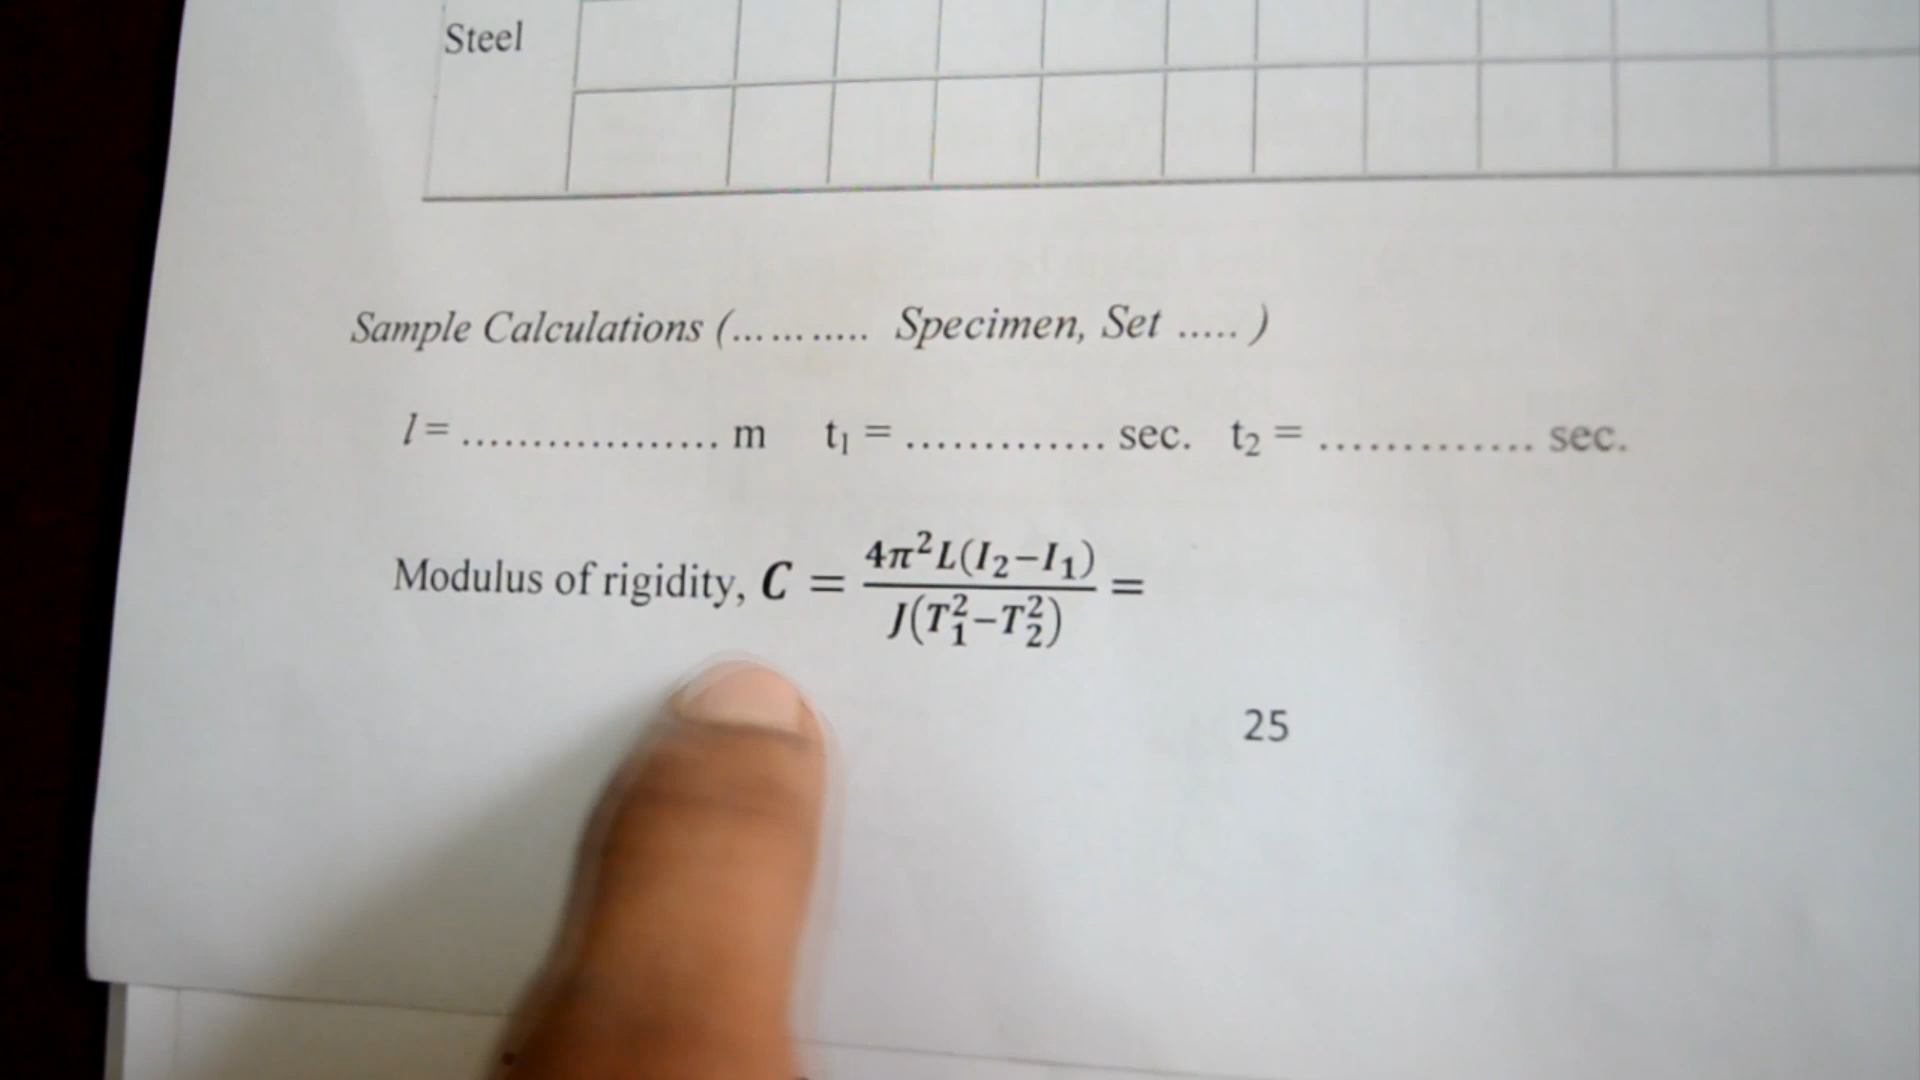 Steel
Sample Calculations (........... Specimen, Set ..... )
l = ................... m t₁ = .............. sec. t₂ = .............. sec.
Modulus of rigidity, C = 4π²L(I₂−I₁) / J(T₁²−T₂²) =
25